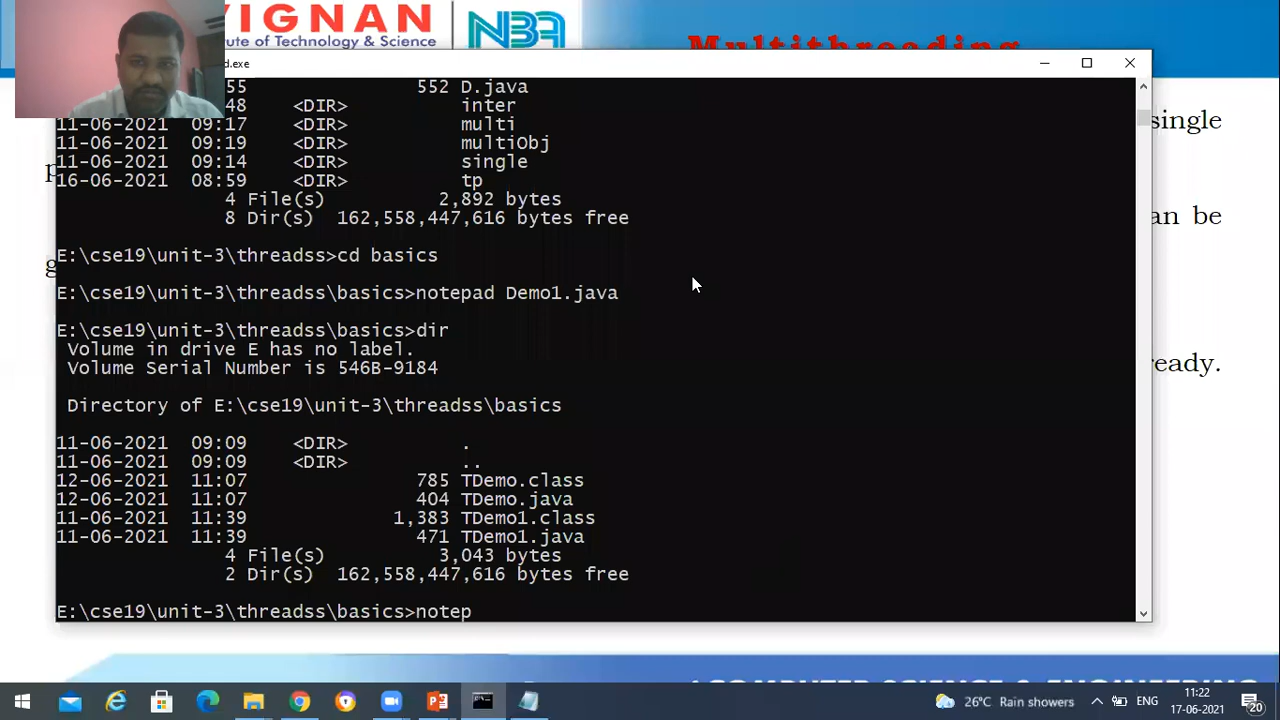 VIGNAN
tute of Technology & Science
NBA
Multithreading
d.exe
55 552 D.java
48 <DIR> inter
11-06-2021 09:17 <DIR> multi
11-06-2021 09:19 <DIR> multiObj
11-06-2021 09:14 <DIR> single
16-06-2021 08:59 <DIR> tp
4 File(s) 2,892 bytes
8 Dir(s) 162,558,447,616 bytes free
E:\cse19\unit-3\threadss>cd basics
E:\cse19\unit-3\threadss\basics>notepad Demo1.java
E:\cse19\unit-3\threadss\basics>dir
Volume in drive E has no label.
Volume Serial Number is 546B-9184
Directory of E:\cse19\unit-3\threadss\basics
11-06-2021 09:09 <DIR> .
11-06-2021 09:09 <DIR> ..
12-06-2021 11:07 785 TDemo.class
12-06-2021 11:07 404 TDemo.java
11-06-2021 11:39 1,383 TDemo1.class
11-06-2021 11:39 471 TDemo1.java
4 File(s) 3,043 bytes
2 Dir(s) 162,558,447,616 bytes free
E:\cse19\unit-3\threadss\basics>notep
single
an be
ready.
COMPUTER SCIENCE & ENGINEERING
26°C Rain showers
ENG
11:22
17-06-2021
20